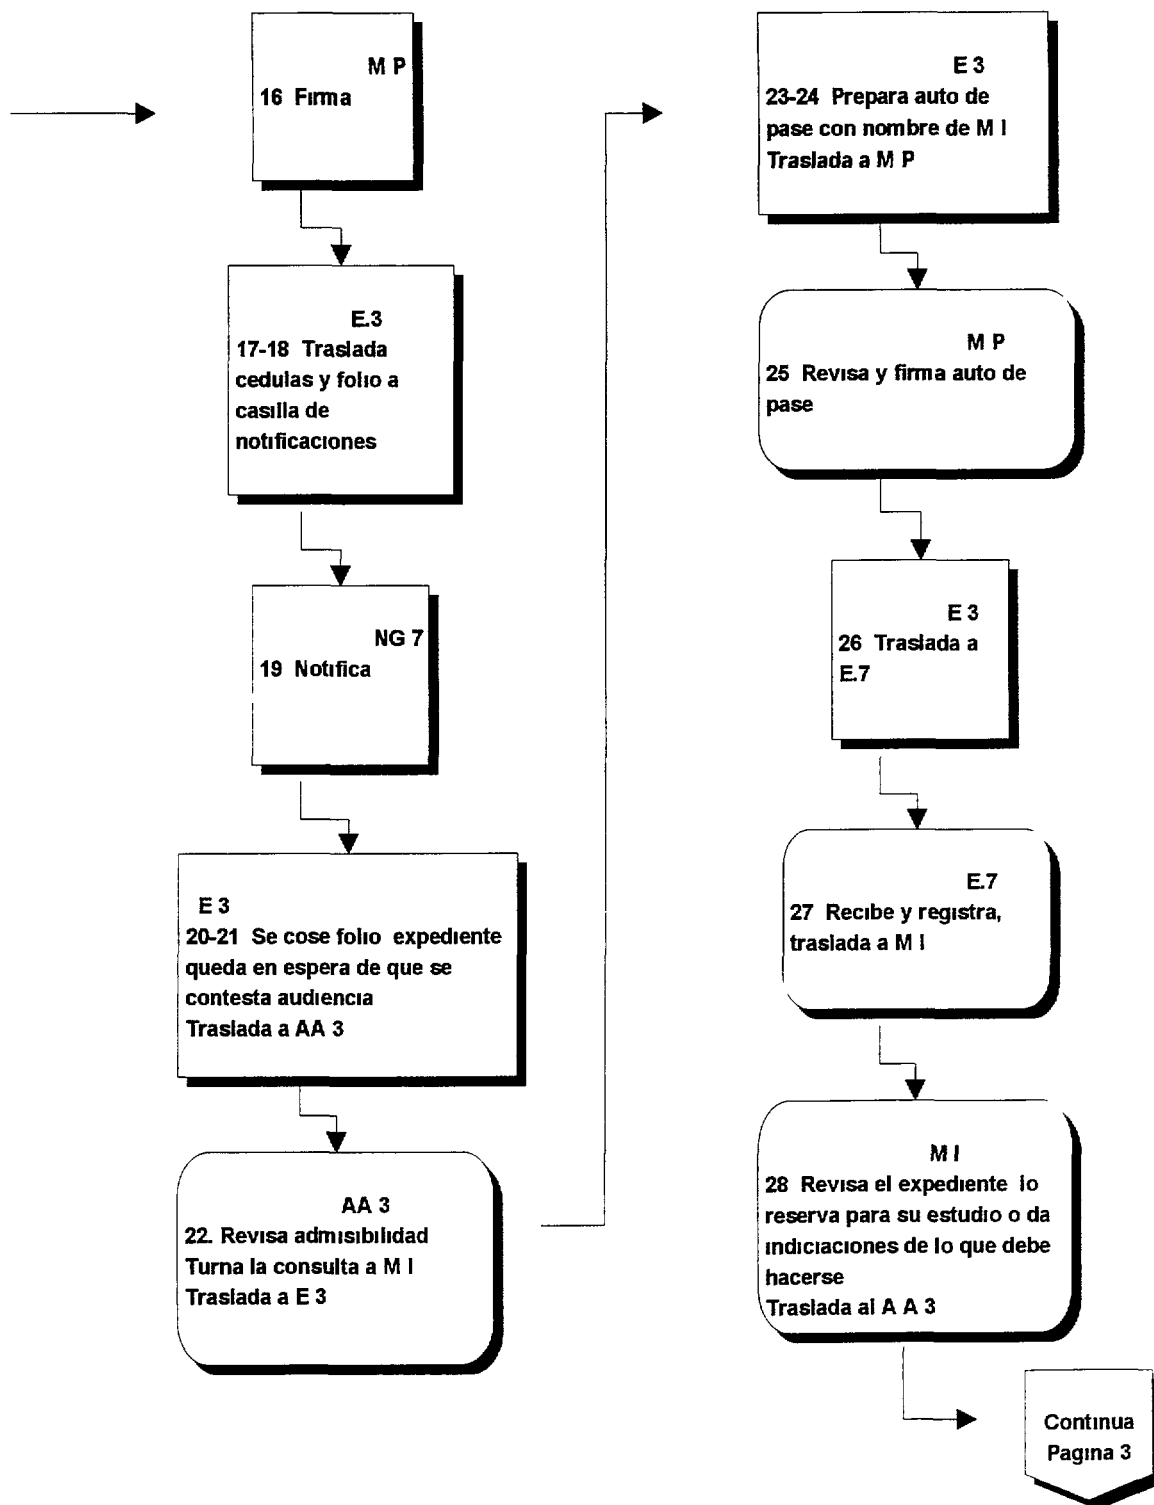 M P
16 Firma
E.3
17-18 Traslada
cedulas y folio a
casilla de
notificaciones
NG 7
19 Notifica
E 3
20-21 Se cose folio expediente
queda en espera de que se
contesta audiencia
Traslada a AA 3
AA 3
22. Revisa admisibilidad
Turna la consulta a M I
Traslada a E 3
E 3
23-24 Prepara auto de
pase con nombre de M I
Traslada a M P
M P
25 Revisa y firma auto de
pase
E 3
26 Traslada a
E.7
E.7
27 Recibe y registra,
traslada a M I
M I
28 Revisa el expediente lo
reserva para su estudio o da
indiciaciones de lo que debe
hacerse
Traslada al A A 3
Continua
Pagina 3